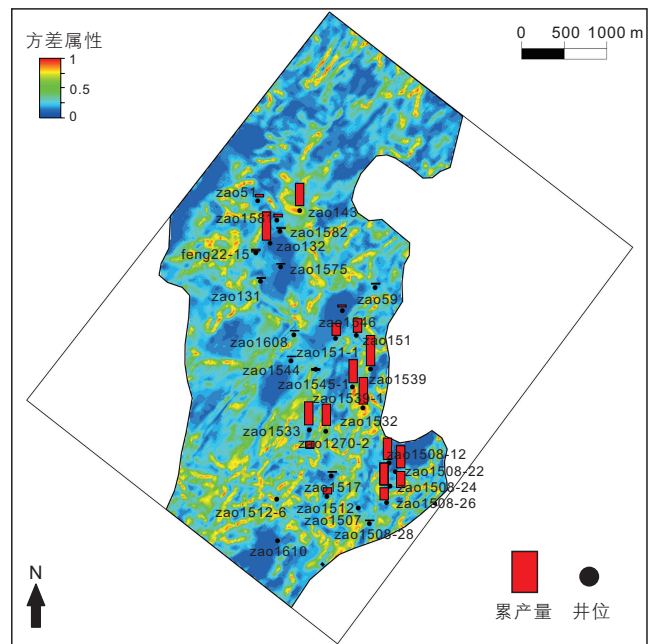 方差属性
1
0.5
0
0 500 1000 m
zao51
zao143
zao1582
zao132
feng22-15
zao1575
zao131
zao59
zao1546
zao1608
zao151
zao151-1
zao1544
zao1545-1
zao1539
zao1539-1
zao1533
zao1532
zao1270-2
zao1508-12
zao1508-22
zao1517
zao1508-24
zao1512-6
zao1512
zao1508-26
zao1507
zao1508-28
zao1610
N
累产量
井位